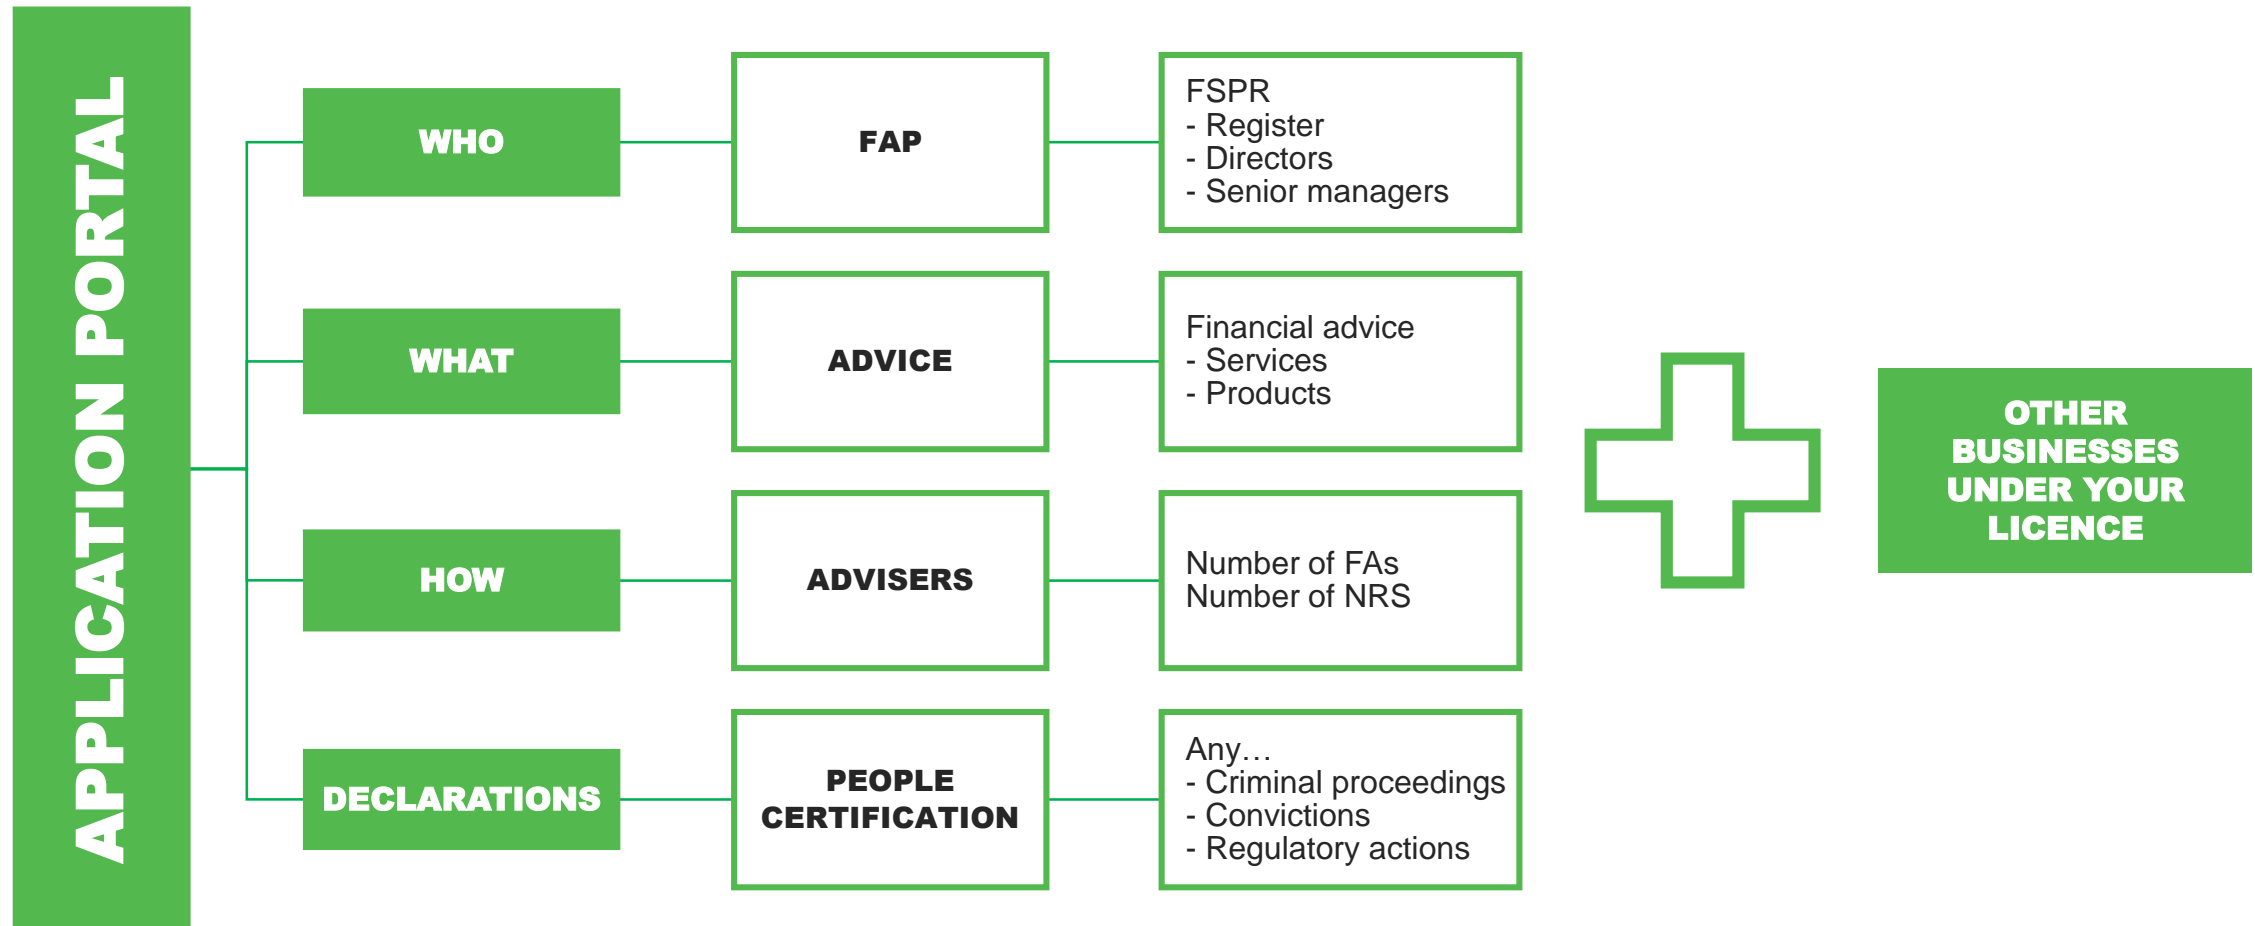 APPLICATION PORTAL
WHO
FAP
FSPR
- Register
- Directors
- Senior managers
WHAT
ADVICE
Financial advice
- Services
- Products
HOW
ADVISERS
Number of FAs
Number of NRS
DECLARATIONS
PEOPLE
CERTIFICATION
Any…
- Criminal proceedings
- Convictions
- Regulatory actions
OTHER
BUSINESSES
UNDER YOUR
LICENCE